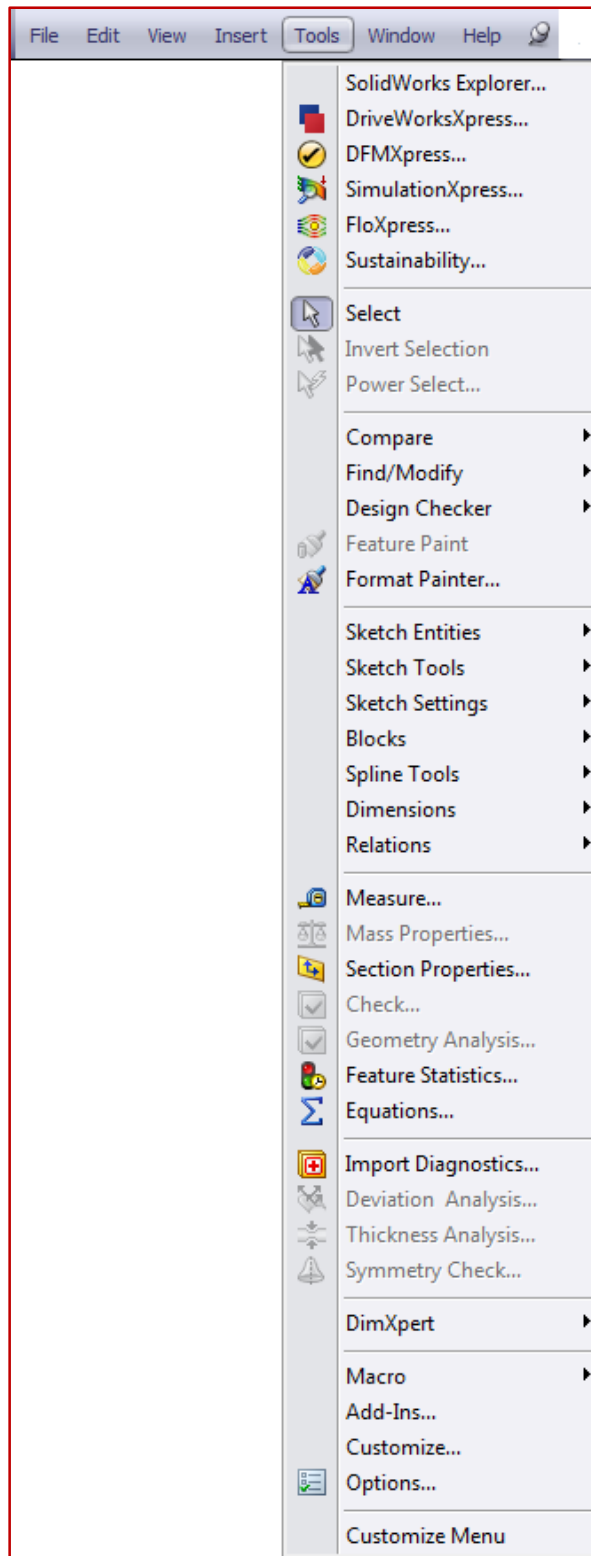 File Edit View Insert Tools Window Help
SolidWorks Explorer...
DriveWorksXpress...
DFMXpress...
SimulationXpress...
FloXpress...
Sustainability...
Select
Invert Selection
Power Select...
Compare
Find/Modify
Design Checker
Feature Paint
Format Painter...
Sketch Entities
Sketch Tools
Sketch Settings
Blocks
Spline Tools
Dimensions
Relations
Measure...
Mass Properties...
Section Properties...
Check...
Geometry Analysis...
Feature Statistics...
Equations...
Import Diagnostics...
Deviation  Analysis...
Thickness Analysis...
Symmetry Check...
DimXpert
Macro
Add-Ins...
Customize...
Options...
Customize Menu